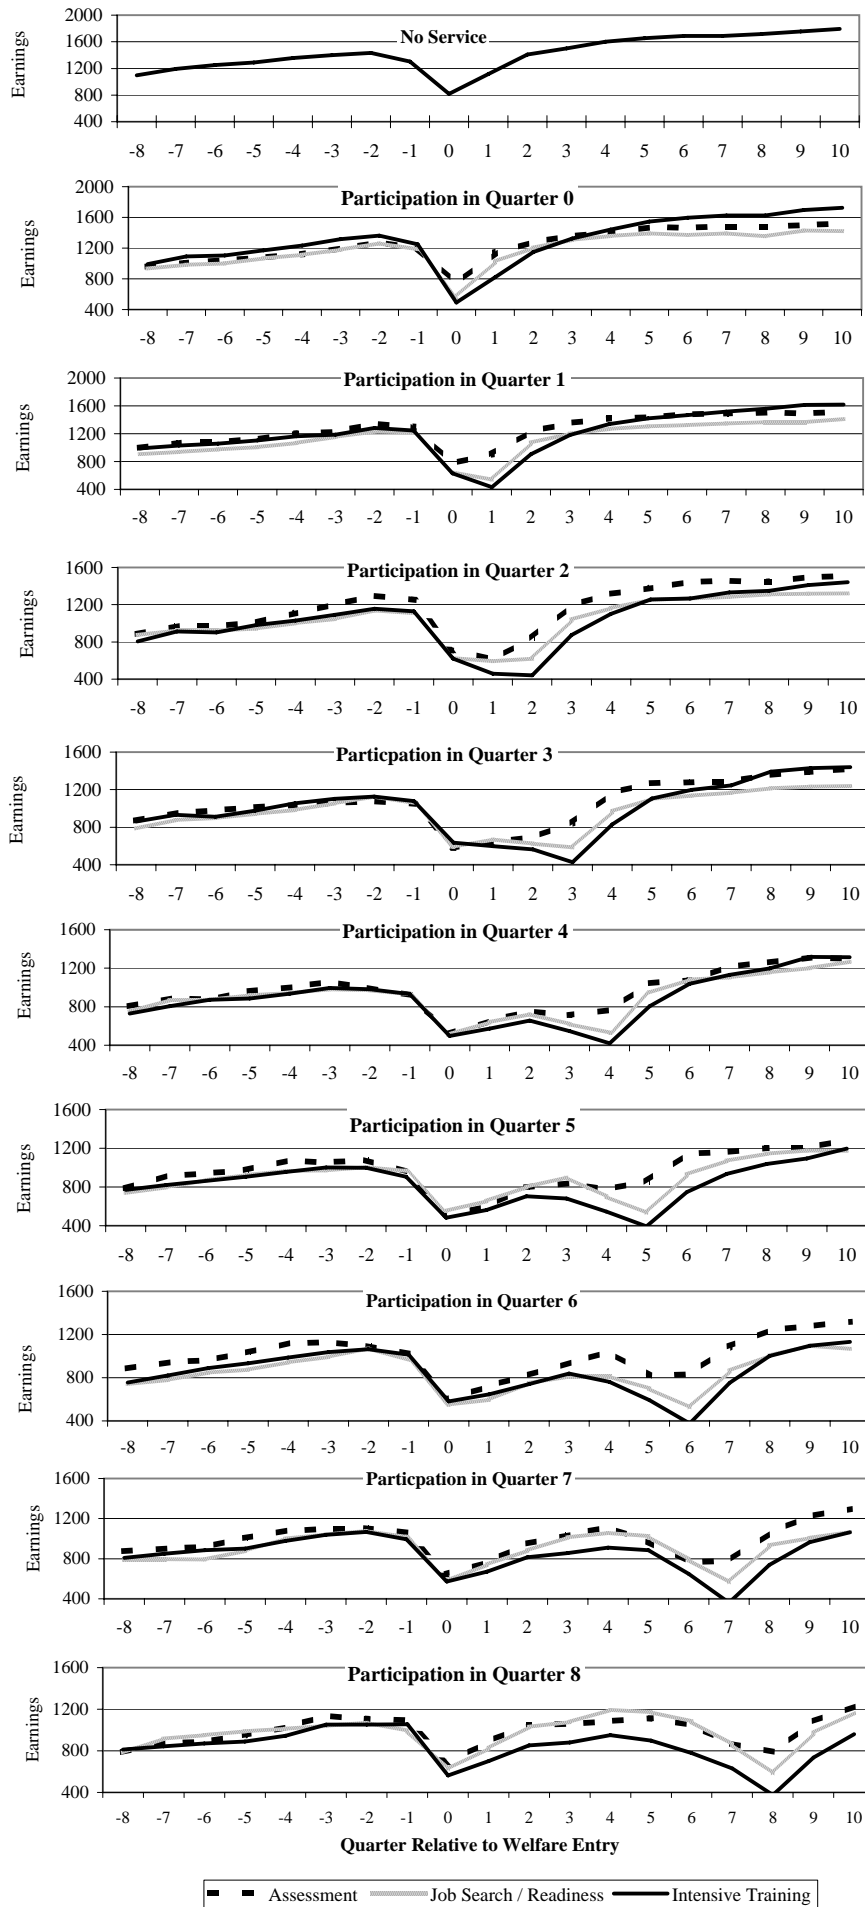 No Service
Earnings
2000
1600
1200
800
400
-8 -7 -6 -5 -4 -3 -2 -1 0 1 2 3 4 5 6 7 8 9 10
Participation in Quarter 0
Earnings
2000
1600
1200
800
400
-8 -7 -6 -5 -4 -3 -2 -1 0 1 2 3 4 5 6 7 8 9 10
Participation in Quarter 1
Earnings
2000
1600
1200
800
400
-8 -7 -6 -5 -4 -3 -2 -1 0 1 2 3 4 5 6 7 8 9 10
Participation in Quarter 2
Earnings
1600
1200
800
400
-8 -7 -6 -5 -4 -3 -2 -1 0 1 2 3 4 5 6 7 8 9 10
Particpation in Quarter 3
Earnings
1600
1200
800
400
-8 -7 -6 -5 -4 -3 -2 -1 0 1 2 3 4 5 6 7 8 9 10
Participation in Quarter 4
Earnings
1600
1200
800
400
-8 -7 -6 -5 -4 -3 -2 -1 0 1 2 3 4 5 6 7 8 9 10
Participation in Quarter 5
Earnings
1600
1200
800
400
-8 -7 -6 -5 -4 -3 -2 -1 0 1 2 3 4 5 6 7 8 9 10
Participation in Quarter 6
Earnings
1600
1200
800
400
-8 -7 -6 -5 -4 -3 -2 -1 0 1 2 3 4 5 6 7 8 9 10
Particpation in Quarter 7
Earnings
1600
1200
800
400
-8 -7 -6 -5 -4 -3 -2 -1 0 1 2 3 4 5 6 7 8 9 10
Participation in Quarter 8
Earnings
1600
1200
800
400
-8 -7 -6 -5 -4 -3 -2 -1 0 1 2 3 4 5 6 7 8 9 10
Quarter Relative to Welfare Entry
Assessment Job Search / Readiness Intensive Training